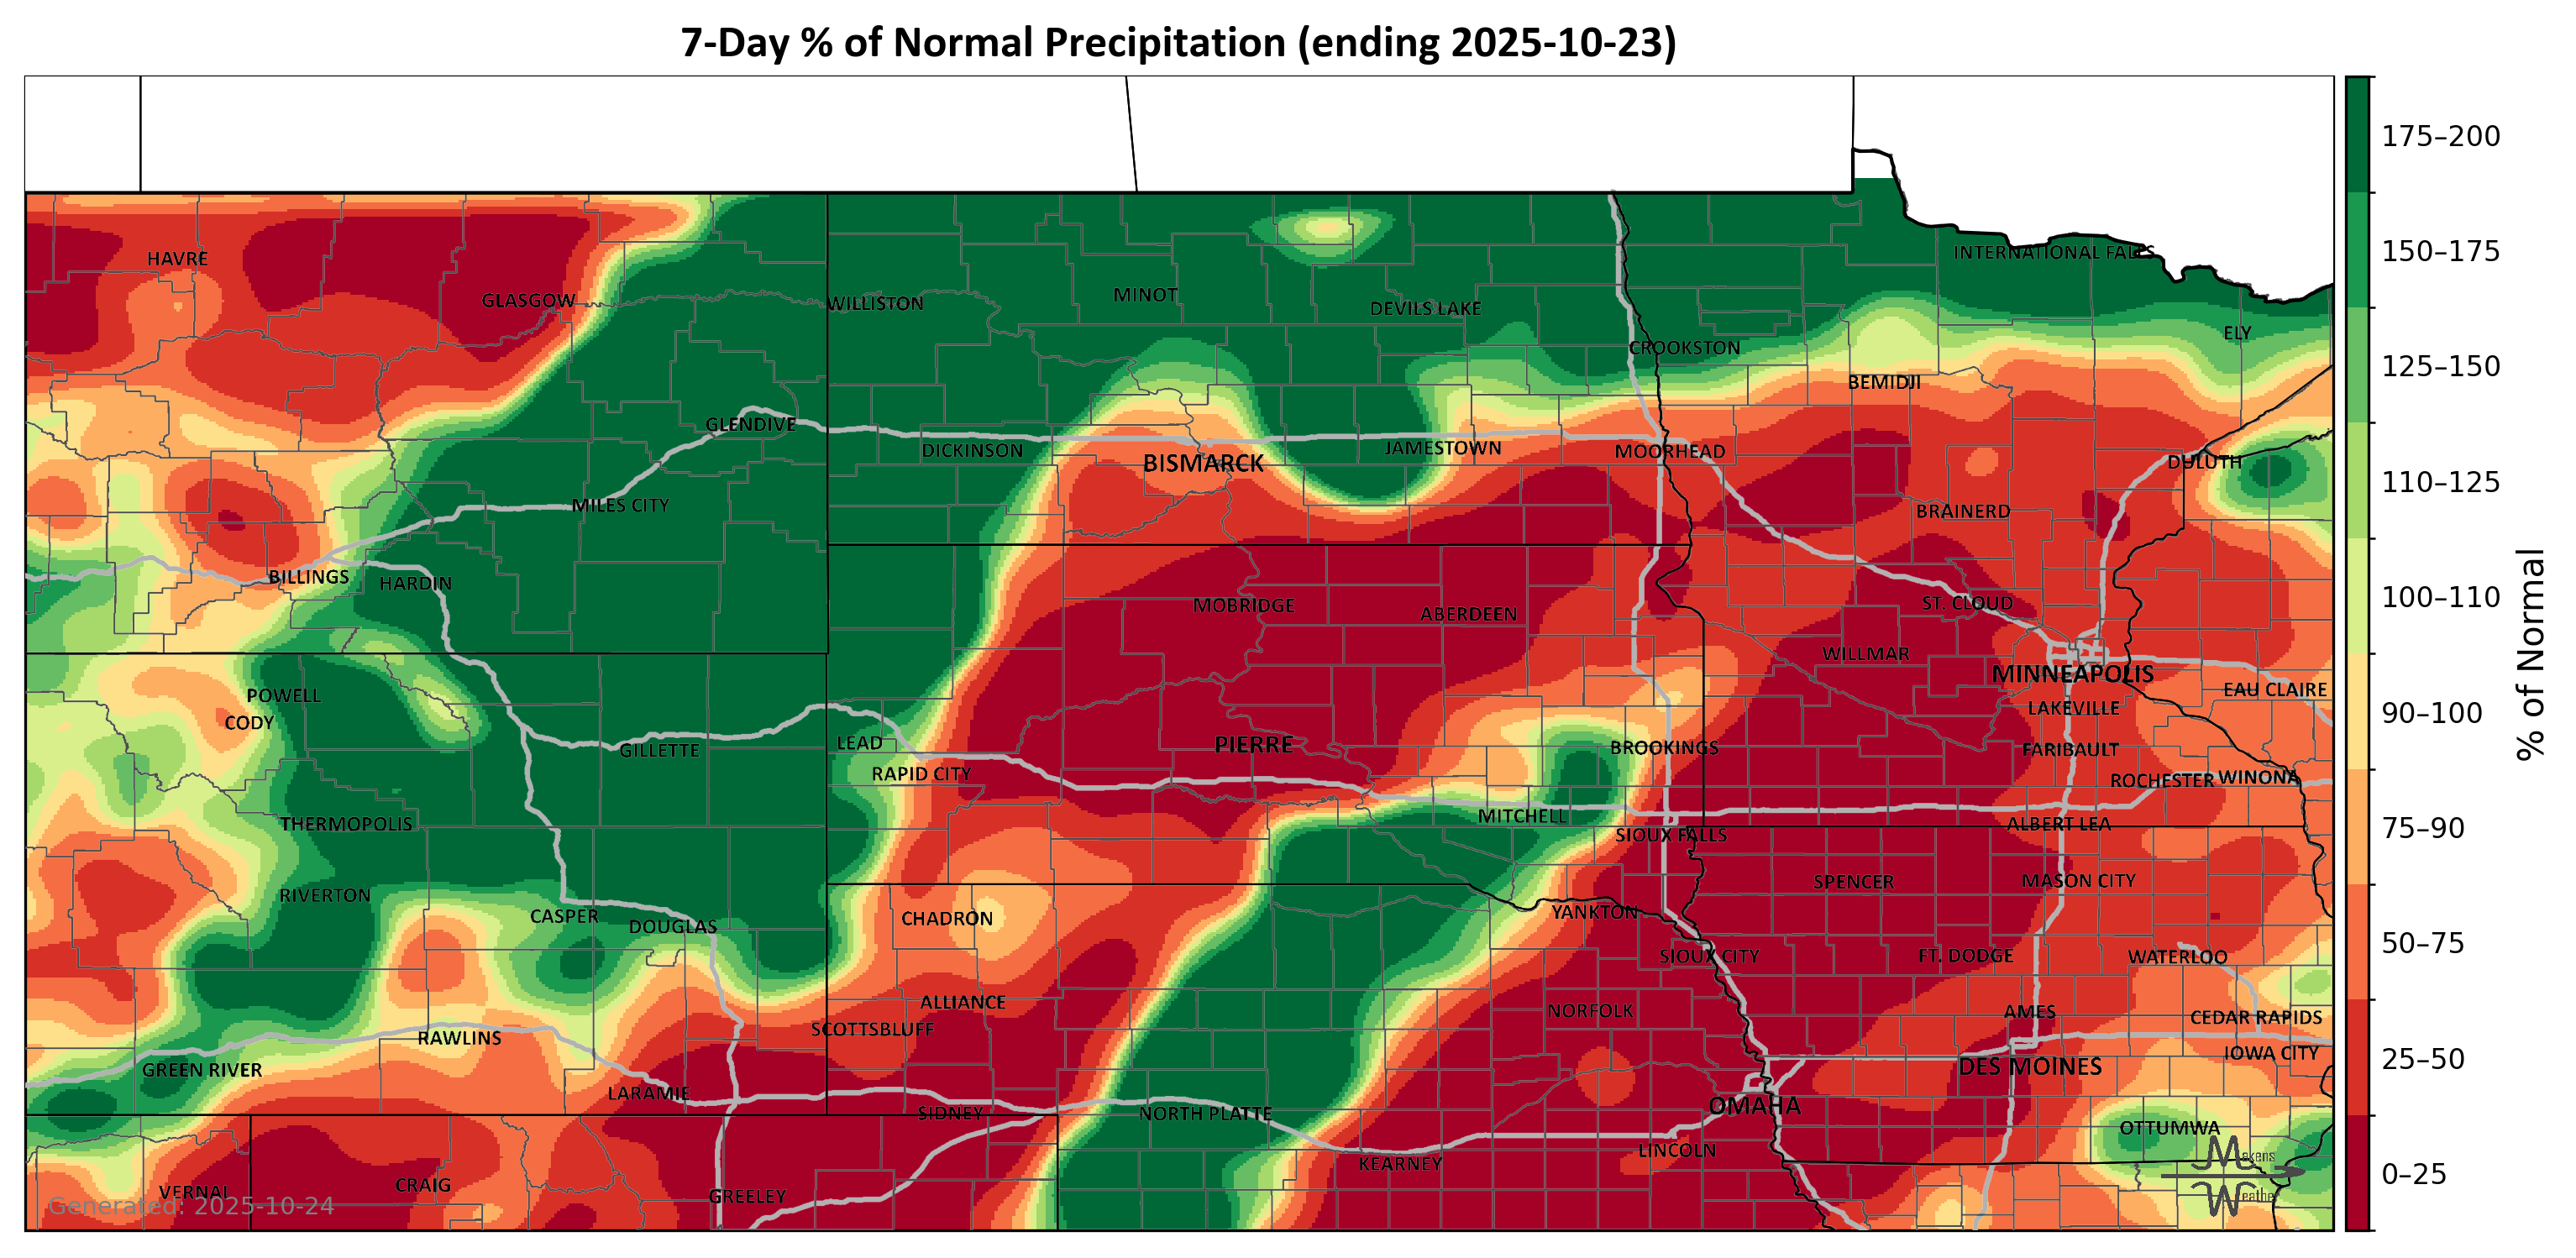 7-Day % of Normal Precipitation (ending 2025-10-23)
175–200
150–175
125–150
110–125
100–110
90–100
75–90
50–75
25–50
0–25
% of Normal
INTERNATIONAL FALLS
HAVRE
GLASGOW
WILLISTON
MINOT
DEVILS LAKE
CROOKSTON
ELY
BEMIDJI
GLENDIVE
DICKINSON
BISMARCK
JAMESTOWN
MOORHEAD
DULUTH
MILES CITY
BRAINERD
BILLINGS
HARDIN
MOBRIDGE
ABERDEEN
ST. CLOUD
WILLMAR
MINNEAPOLIS
EAU CLAIRE
POWELL
CODY
LAKEVILLE
GILLETTE
LEAD
PIERRE
BROOKINGS
FARIBAULT
RAPID CITY
ROCHESTER
WINONA
THERMOPOLIS
MITCHELL
SIOUX FALLS
ALBERT LEA
RIVERTON
SPENCER
MASON CITY
CASPER
DOUGLAS
CHADRON
YANKTON
SIOUX CITY
FT. DODGE
WATERLOO
ALLIANCE
NORFOLK
AMES
CEDAR RAPIDS
SCOTTSBLUFF
RAWLINS
IOWA CITY
GREEN RIVER
DES MOINES
LARAMIE
SIDNEY
NORTH PLATTE
OMAHA
OTTUMWA
LINCOLN
KEARNEY
VERNAL
CRAIG
GREELEY
Makens
Weather
Generated: 2025-10-24